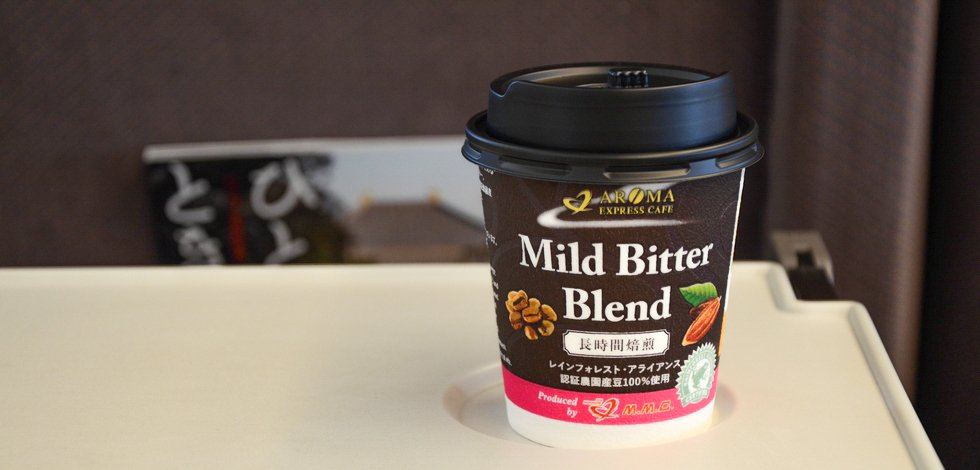 AROMA
EXPRESS CAFE
Mild Bitter
Blend
長時間焙煎
レインフォレスト・アライアンス
認証農園産豆100%使用
Produced
by
M.M.C.
ひ
と